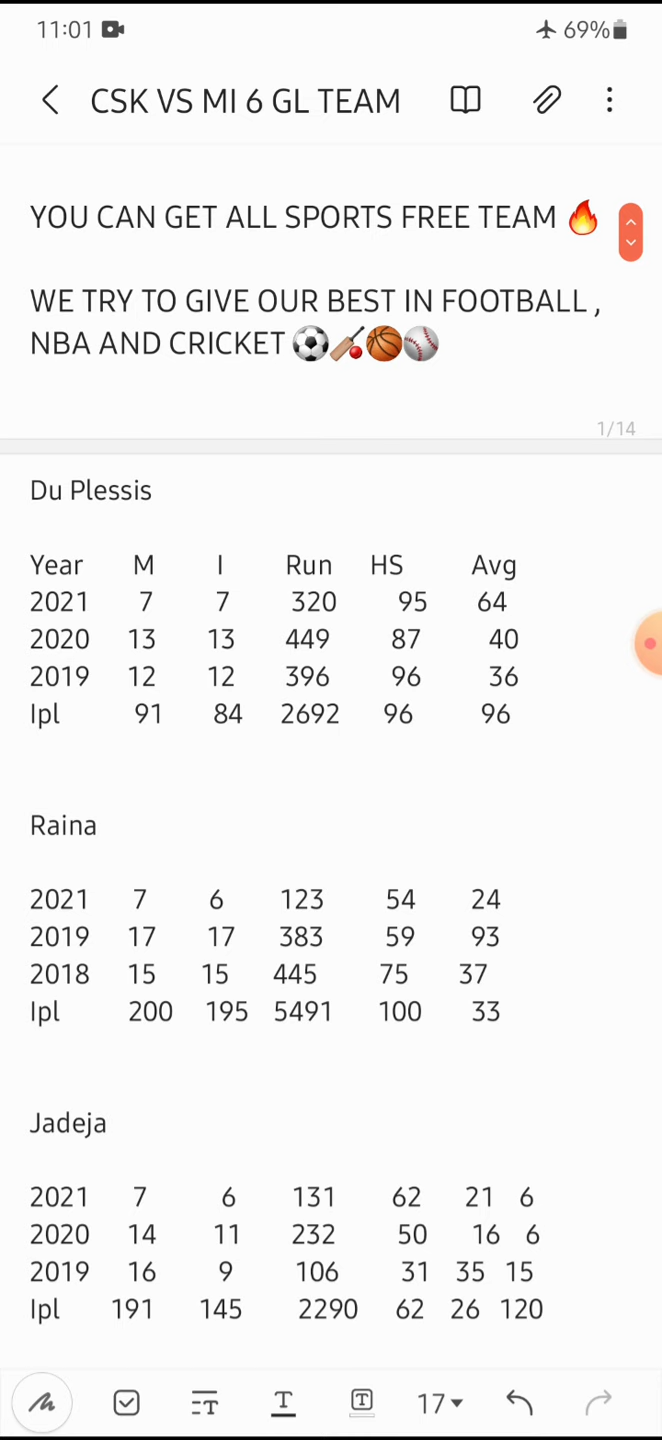 11:01 69%
CSK VS MI 6 GL TEAM
YOU CAN GET ALL SPORTS FREE TEAM 🔥
WE TRY TO GIVE OUR BEST IN FOOTBALL ,
NBA AND CRICKET ⚽🏏🏀⚾
1/14
Du Plessis
Year M I Run HS Avg
2021 7 7 320 95 64
2020 13 13 449 87 40
2019 12 12 396 96 36
Ipl 91 84 2692 96 96
Raina
2021 7 6 123 54 24
2019 17 17 383 59 93
2018 15 15 445 75 37
Ipl 200 195 5491 100 33
Jadeja
2021 7 6 131 62 21 6
2020 14 11 232 50 16 6
2019 16 9 106 31 35 15
Ipl 191 145 2290 62 26 120
T T T 17